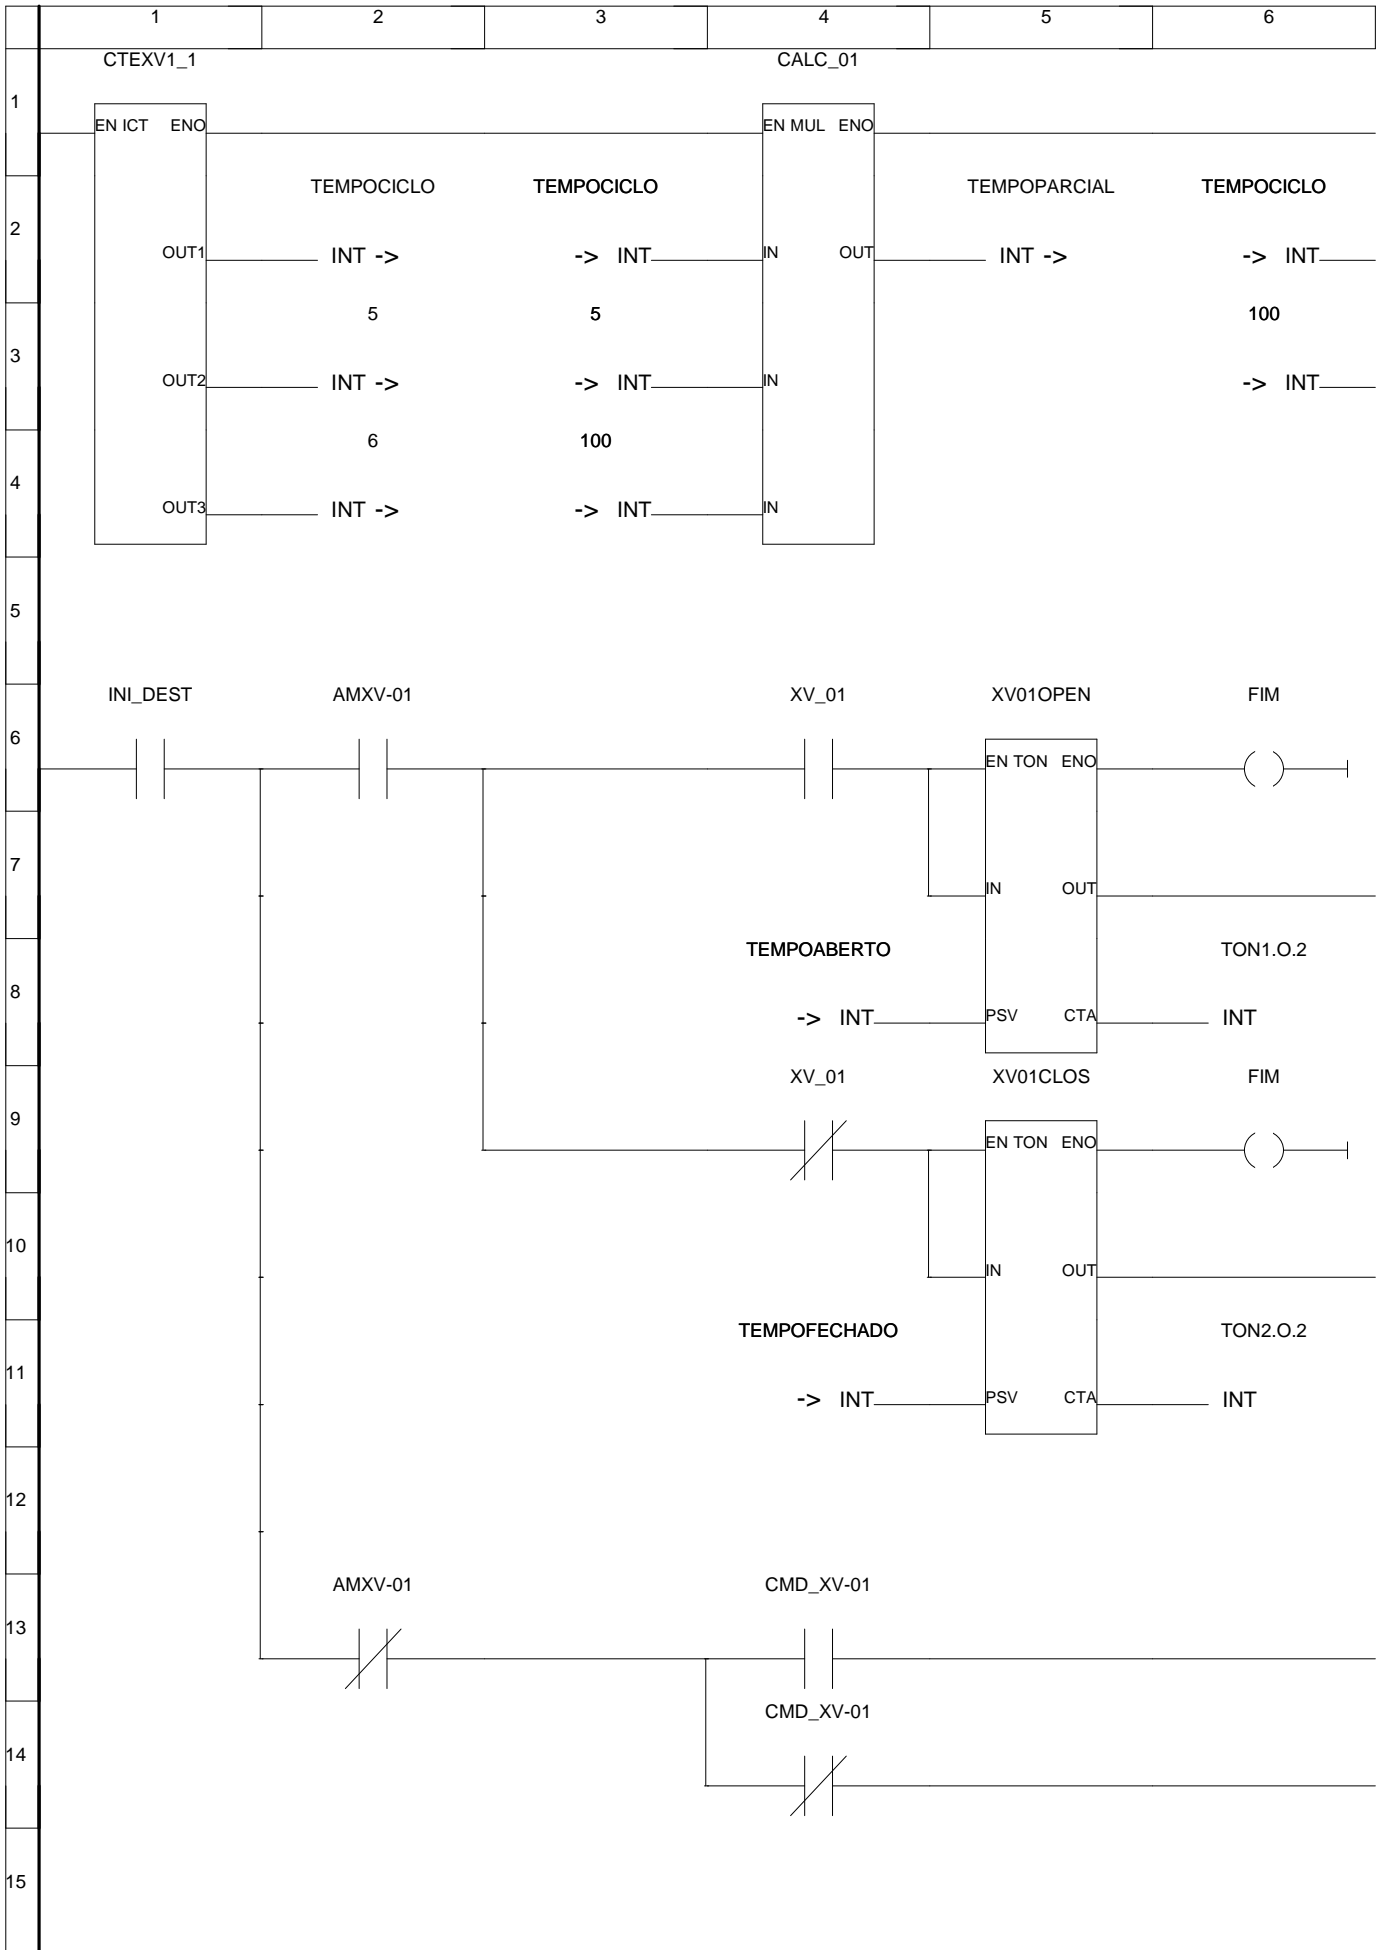 1 2 3 4 5 6
CTEXV1_1 CALC_01
1
EN ICT ENO EN MUL ENO
TEMPOCICLO TEMPOCICLO TEMPOPARCIAL TEMPOCICLO
2
OUT1 INT -> -> INT IN OUT INT -> -> INT
5 5 100
3
OUT2 INT -> -> INT IN -> INT
6 100
4
OUT3 INT -> -> INT IN
5
INI_DEST AMXV-01 XV_01 XV01OPEN FIM
6
EN TON ENO
7
IN OUT
TEMPOABERTO TON1.O.2
8
-> INT PSV CTA INT
XV_01 XV01CLOS FIM
9
EN TON ENO
10
IN OUT
TEMPOFECHADO TON2.O.2
11
-> INT PSV CTA INT
12
AMXV-01 CMD_XV-01
13
CMD_XV-01
14
15